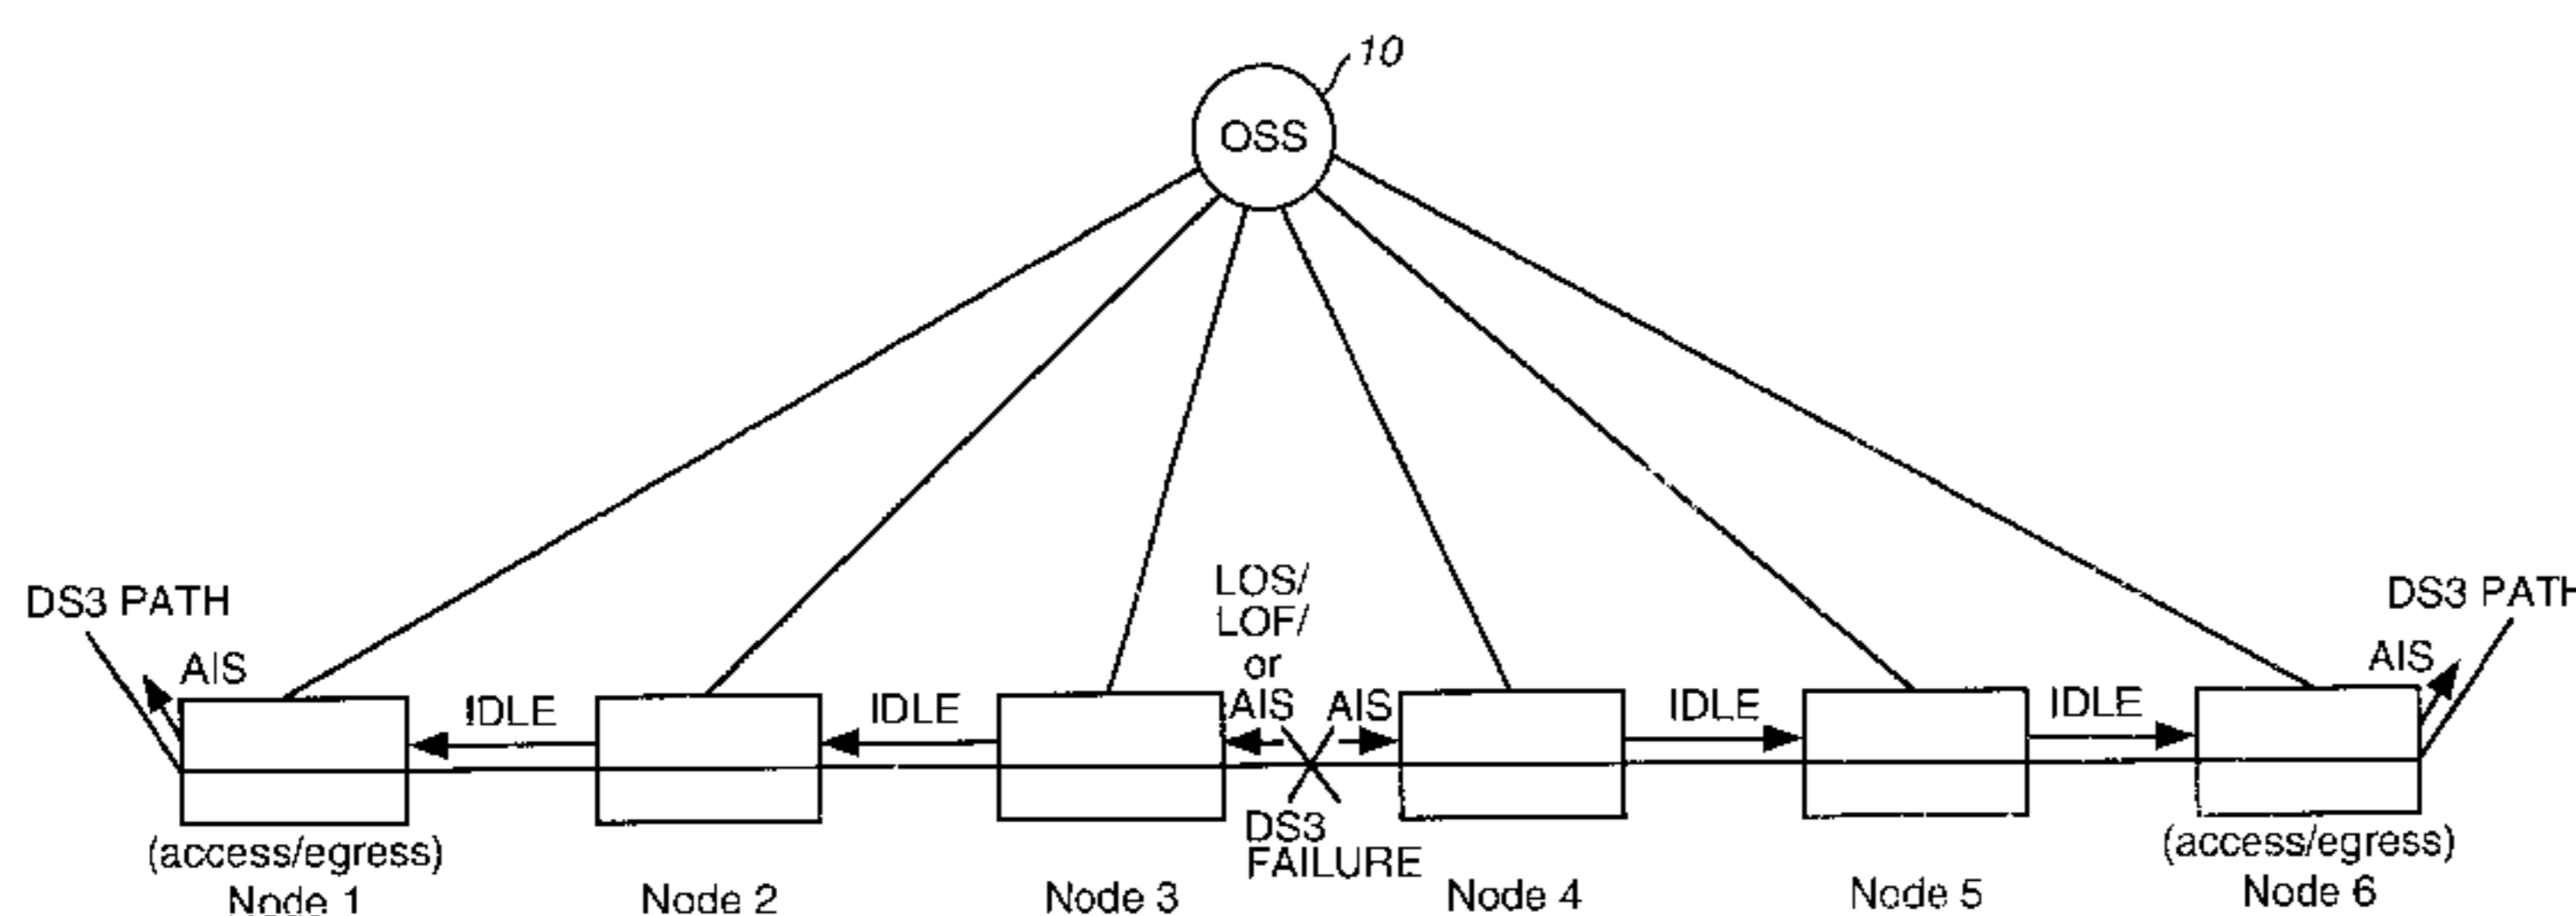 10
OSS
LOS/
LOF/
or
AIS
AIS
DS3 PATH
AIS
IDLE
IDLE
IDLE
IDLE
AIS
DS3 PATH
DS3
FAILURE
(access/egress)
Node 1
Node 2
Node 3
Node 4
Node 5
(access/egress)
Node 6